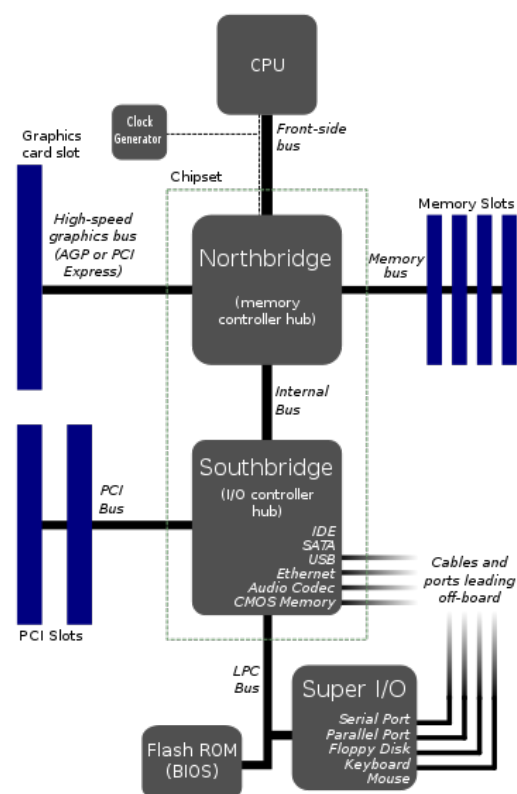 CPU
Clock
Generator
Front-side
bus
Graphics
card slot
Chipset
High-speed
graphics bus
(AGP or PCI
Express)
Northbridge
(memory
controller hub)
Memory
bus
Memory Slots
Internal
Bus
Southbridge
(I/O controller
hub)
PCI
Bus
IDE
SATA
USB
Ethernet
Audio Codec
CMOS Memory
Cables and
ports leading
off-board
PCI Slots
LPC
Bus
Super I/O
Serial Port
Parallel Port
Floppy Disk
Keyboard
Mouse
Flash ROM
(BIOS)